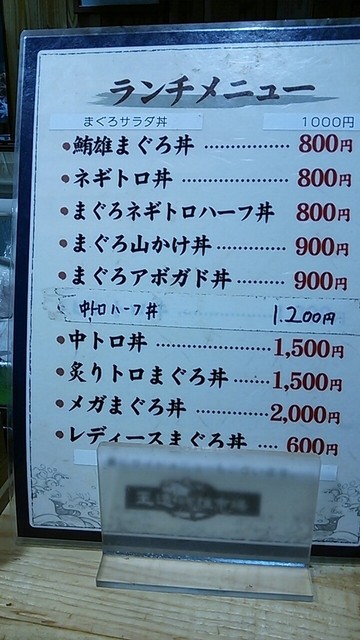 ランチメニュー
まぐろサラダ丼 1000円
鮪雄まぐろ丼 ………… 800円
ネギトロ丼 ………… 800円
まぐろネギトロハーフ丼 800円
まぐろ山かけ丼 ……… 900円
まぐろアボガド丼 …… 900円
中トロハーフ丼 1.200円
中トロ丼 ………… 1,500円
炙りトロまぐろ丼 …… 1,500円
メガまぐろ丼 ……… 2,000円
レディースまぐろ丼 … 600円